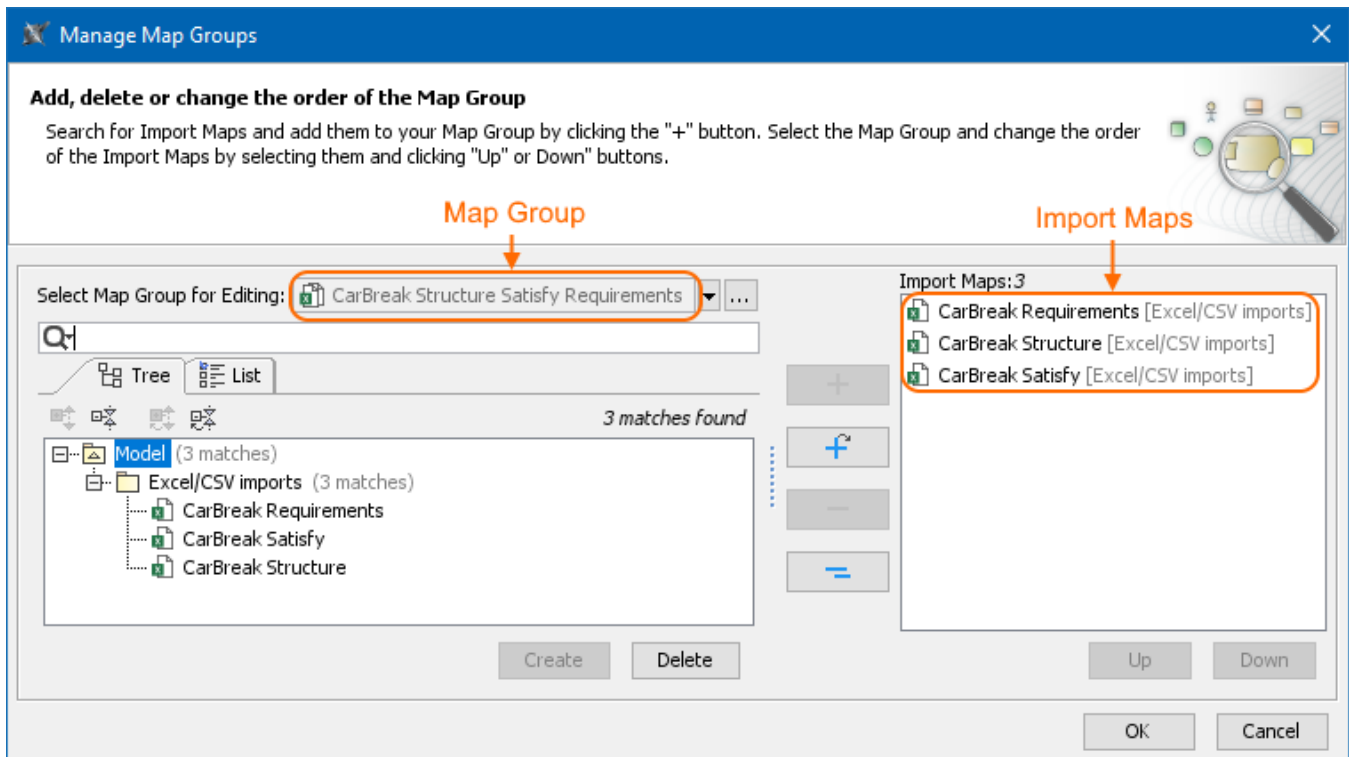 Manage Map Groups
Add, delete or change the order of the Map Group
Search for Import Maps and add them to your Map Group by clicking the "+" button. Select the Map Group and change the order
of the Import Maps by selecting them and clicking "Up" or Down" buttons.
Map Group
Import Maps
Select Map Group for Editing: CarBreak Structure Satisfy Requirements ...
Tree List
3 matches found
Model (3 matches)
Excel/CSV imports (3 matches)
CarBreak Requirements
CarBreak Satisfy
CarBreak Structure
Create Delete
Import Maps:3
CarBreak Requirements [Excel/CSV imports]
CarBreak Structure [Excel/CSV imports]
CarBreak Satisfy [Excel/CSV imports]
Up Down
OK Cancel